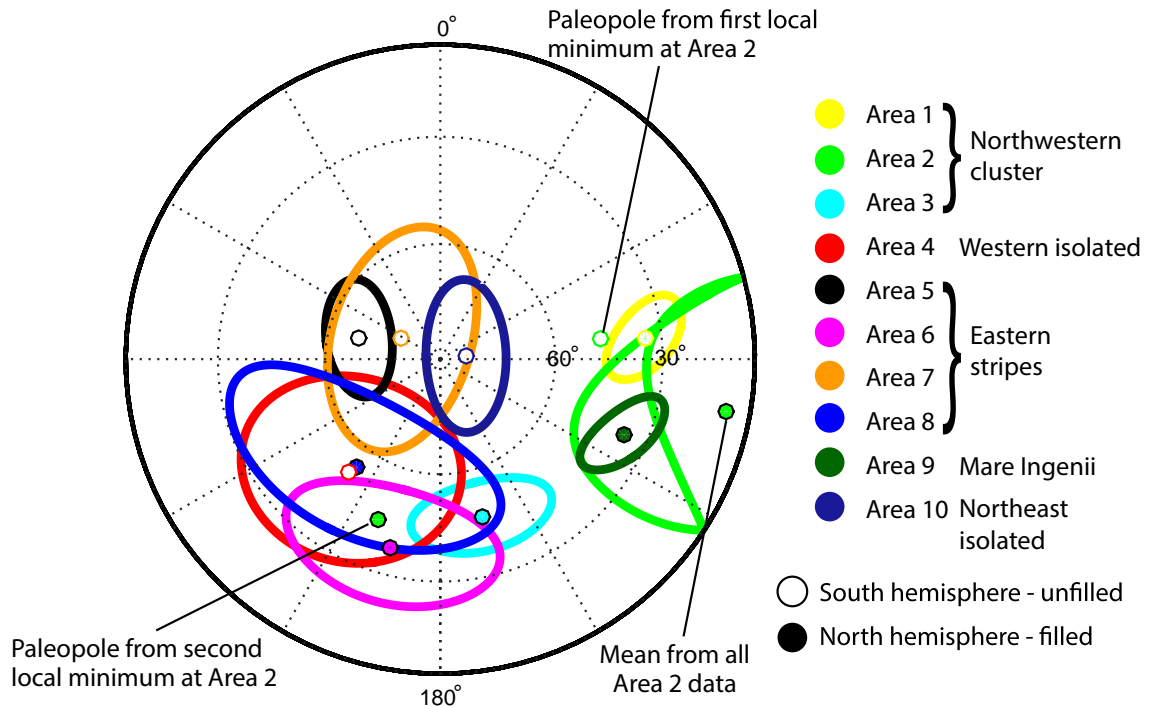 Paleopole from first local
minimum at Area 2
0°
60°
30°
180°
Area 1
Area 2
Area 3
Northwestern
cluster
Area 4 Western isolated
Area 5
Area 6
Area 7
Area 8
Eastern
stripes
Area 9 Mare Ingenii
Area 10 Northeast
isolated
South hemisphere - unfilled
North hemisphere - filled
Paleopole from second
local minimum at Area 2
Mean from all
Area 2 data